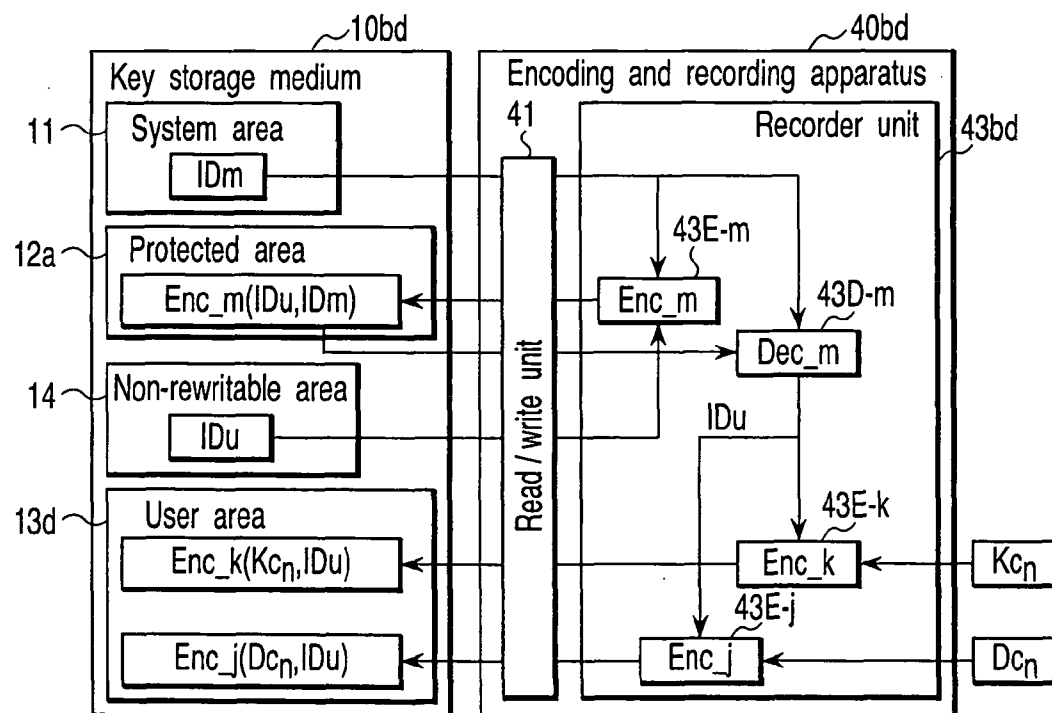 10bd
40bd
Key storage medium
Encoding and recording apparatus
11
System area
IDm
41
Recorder unit
43bd
12a
Protected area
Enc_m(IDu,IDm)
43E-m
Enc_m
43D-m
Dec_m
14
Non-rewritable area
IDu
Read/write unit
IDu
13d
User area
43E-k
Enc_k(Kcn,IDu)
Enc_k
Kcn
43E-j
Enc_j(Dcn,IDu)
Enc_j
Dcn